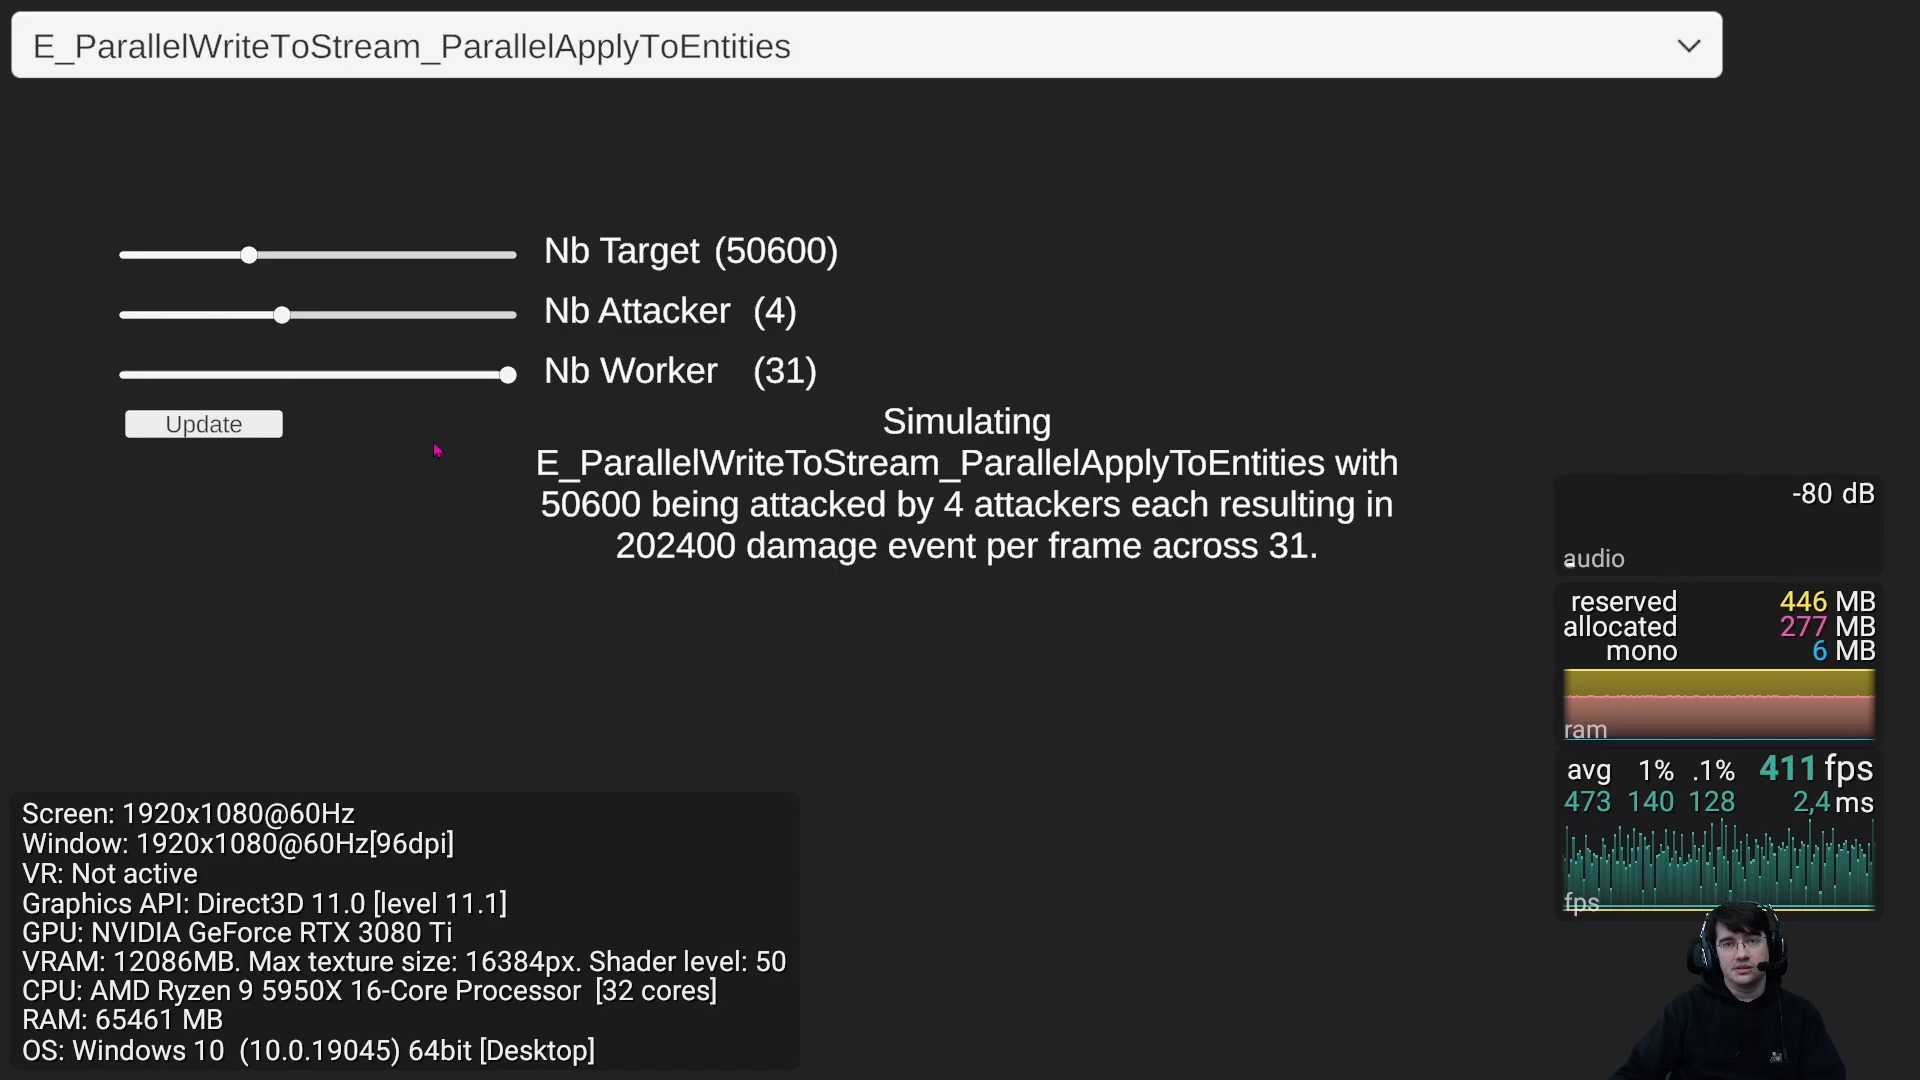 E_ParallelWriteToStream_ParallelApplyToEntities
Nb Target (50600)
Nb Attacker (4)
Nb Worker (31)
Update
Simulating
E_ParallelWriteToStream_ParallelApplyToEntities with
50600 being attacked by 4 attackers each resulting in
202400 damage event per frame across 31.
-80 dB
audio
reserved 446 MB
allocated 277 MB
mono 6 MB
ram
avg 1% .1% 411 fps
473 140 128 2,4 ms
fps
Screen: 1920x1080@60Hz
Window: 1920x1080@60Hz[96dpi]
VR: Not active
Graphics API: Direct3D 11.0 [level 11.1]
GPU: NVIDIA GeForce RTX 3080 Ti
VRAM: 12086MB. Max texture size: 16384px. Shader level: 50
CPU: AMD Ryzen 9 5950X 16-Core Processor [32 cores]
RAM: 65461 MB
OS: Windows 10 (10.0.19045) 64bit [Desktop]